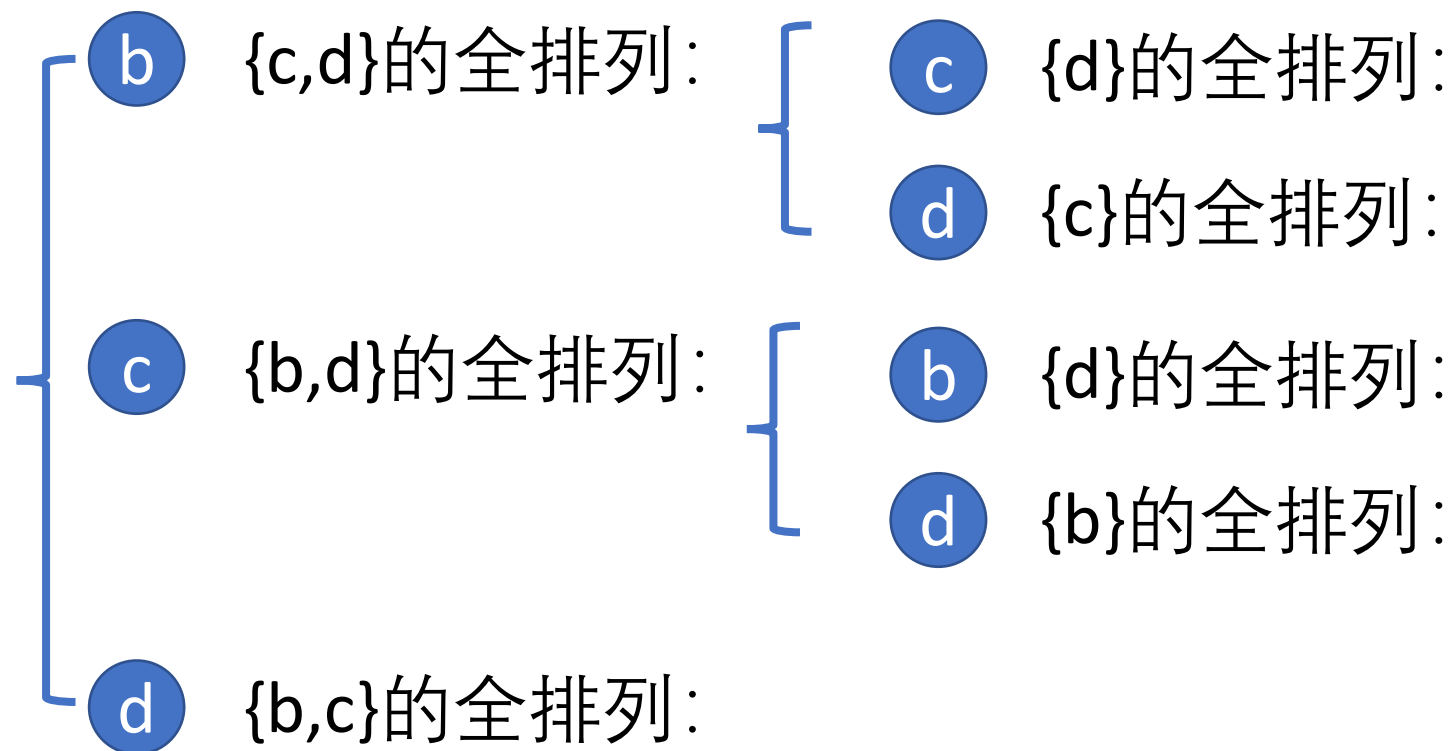 b {c,d}的全排列： c {d}的全排列：
d {c}的全排列：
c {b,d}的全排列： b {d}的全排列：
d {b}的全排列：
d {b,c}的全排列：